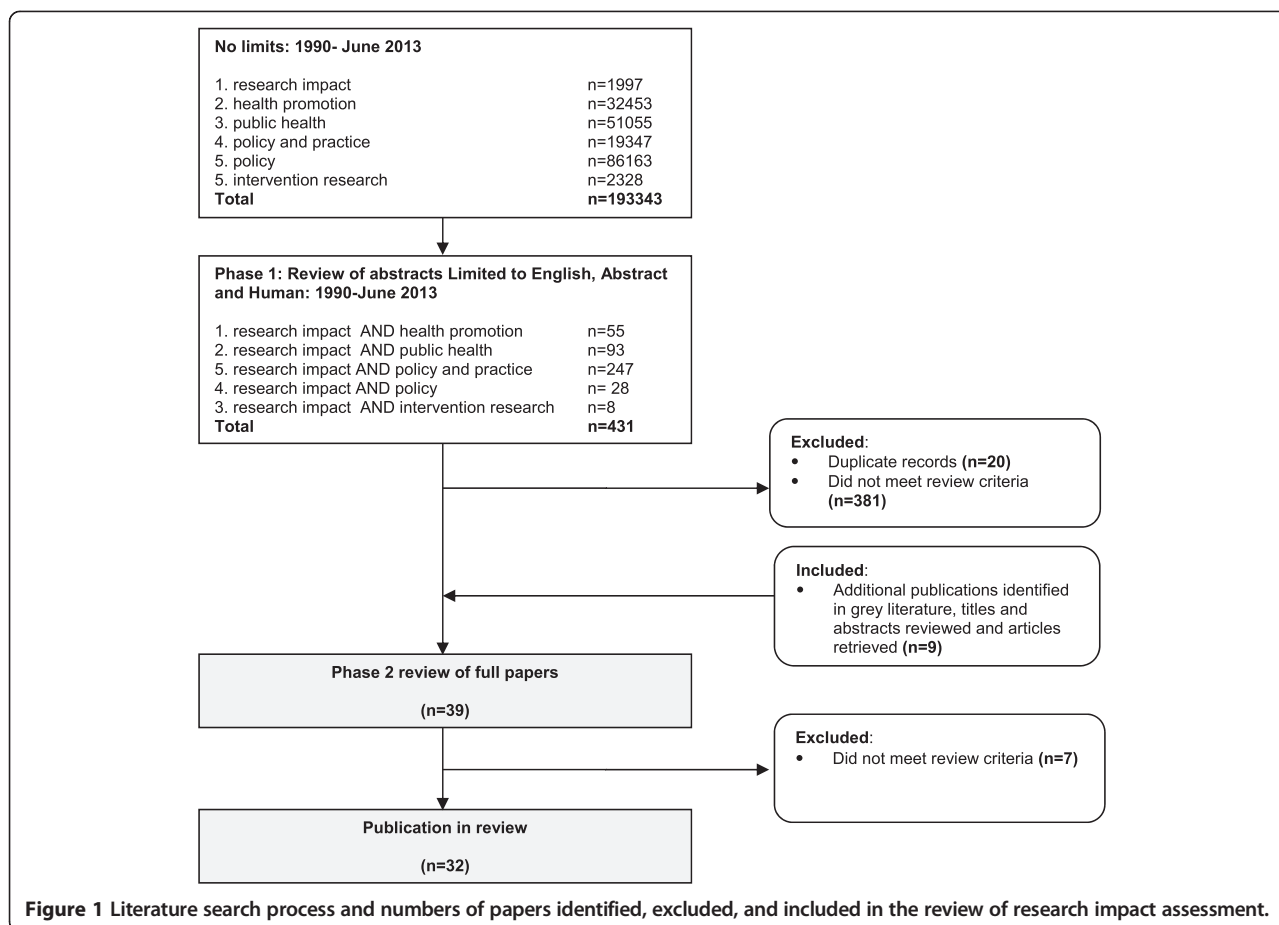 No limits: 1990- June 2013
1. research impact n=1997
2. health promotion n=32453
3. public health n=51055
4. policy and practice n=19347
5. policy n=86163
5. intervention research n=2328
Total n=193343
Phase 1: Review of abstracts Limited to English, Abstract
and Human: 1990-June 2013
1. research impact AND health promotion n=55
2. research impact AND public health n=93
5. research impact AND policy and practice n=247
4. research impact AND policy n= 28
3. research impact AND intervention research n=8
Total n=431
Excluded:
• Duplicate records (n=20)
• Did not meet review criteria
(n=381)
Included:
• Additional publications identified
in grey literature, titles and
abstracts reviewed and articles
retrieved (n=9)
Phase 2 review of full papers
(n=39)
Excluded:
• Did not meet review criteria (n=7)
Publication in review
(n=32)
Figure 1 Literature search process and numbers of papers identified, excluded, and included in the review of research impact assessment.